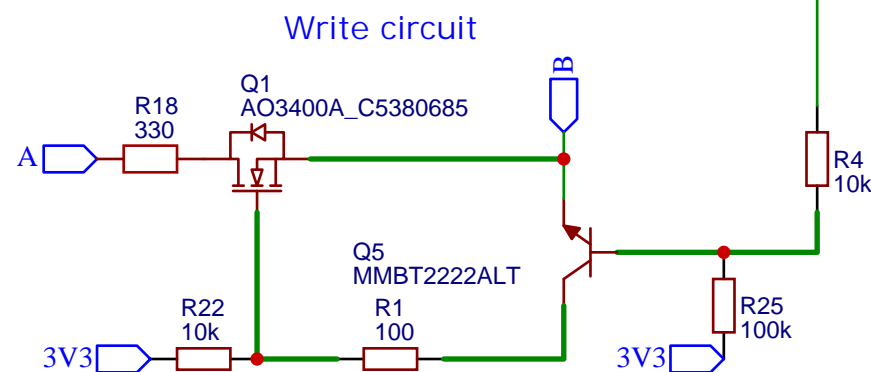 Write circuit
B
Q1
AO3400A_C5380685
R18
330
A
R4
10k
Q5
MMBT2222ALT
R22
10k
R1
100
R25
100k
3V3
3V3